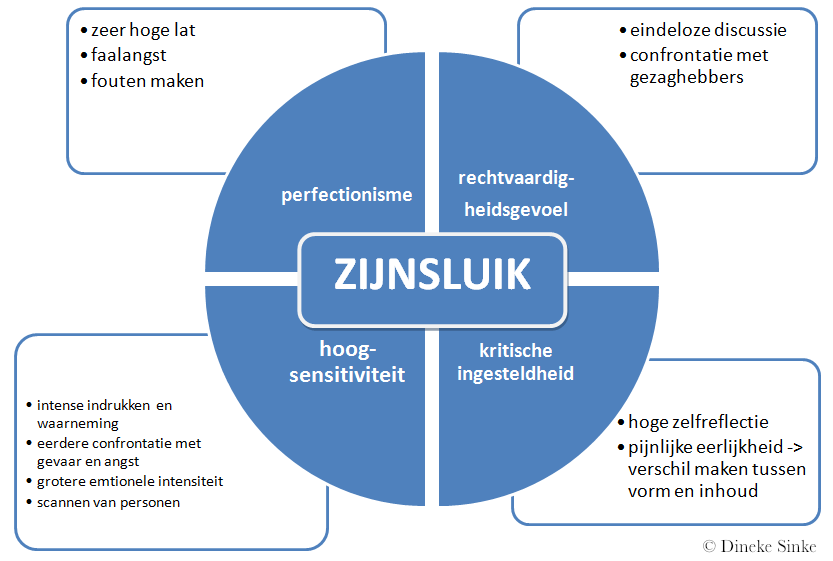 • zeer hoge lat
• faalangst
• fouten maken
• eindeloze discussie
• confrontatie met
gezaghebbers
perfectionisme
rechtvaardig-
heidsgevoel
ZIJNSLUIK
hoog-
sensitiviteit
kritische
ingesteldheid
• intense indrukken en
waarneming
• eerdere confrontatie met
gevaar en angst
• grotere emtionele intensiteit
• scannen van personen
• hoge zelfreflectie
• pijnlijke eerlijkheid ->
verschil maken tussen
vorm en inhoud
© Dineke Sinke